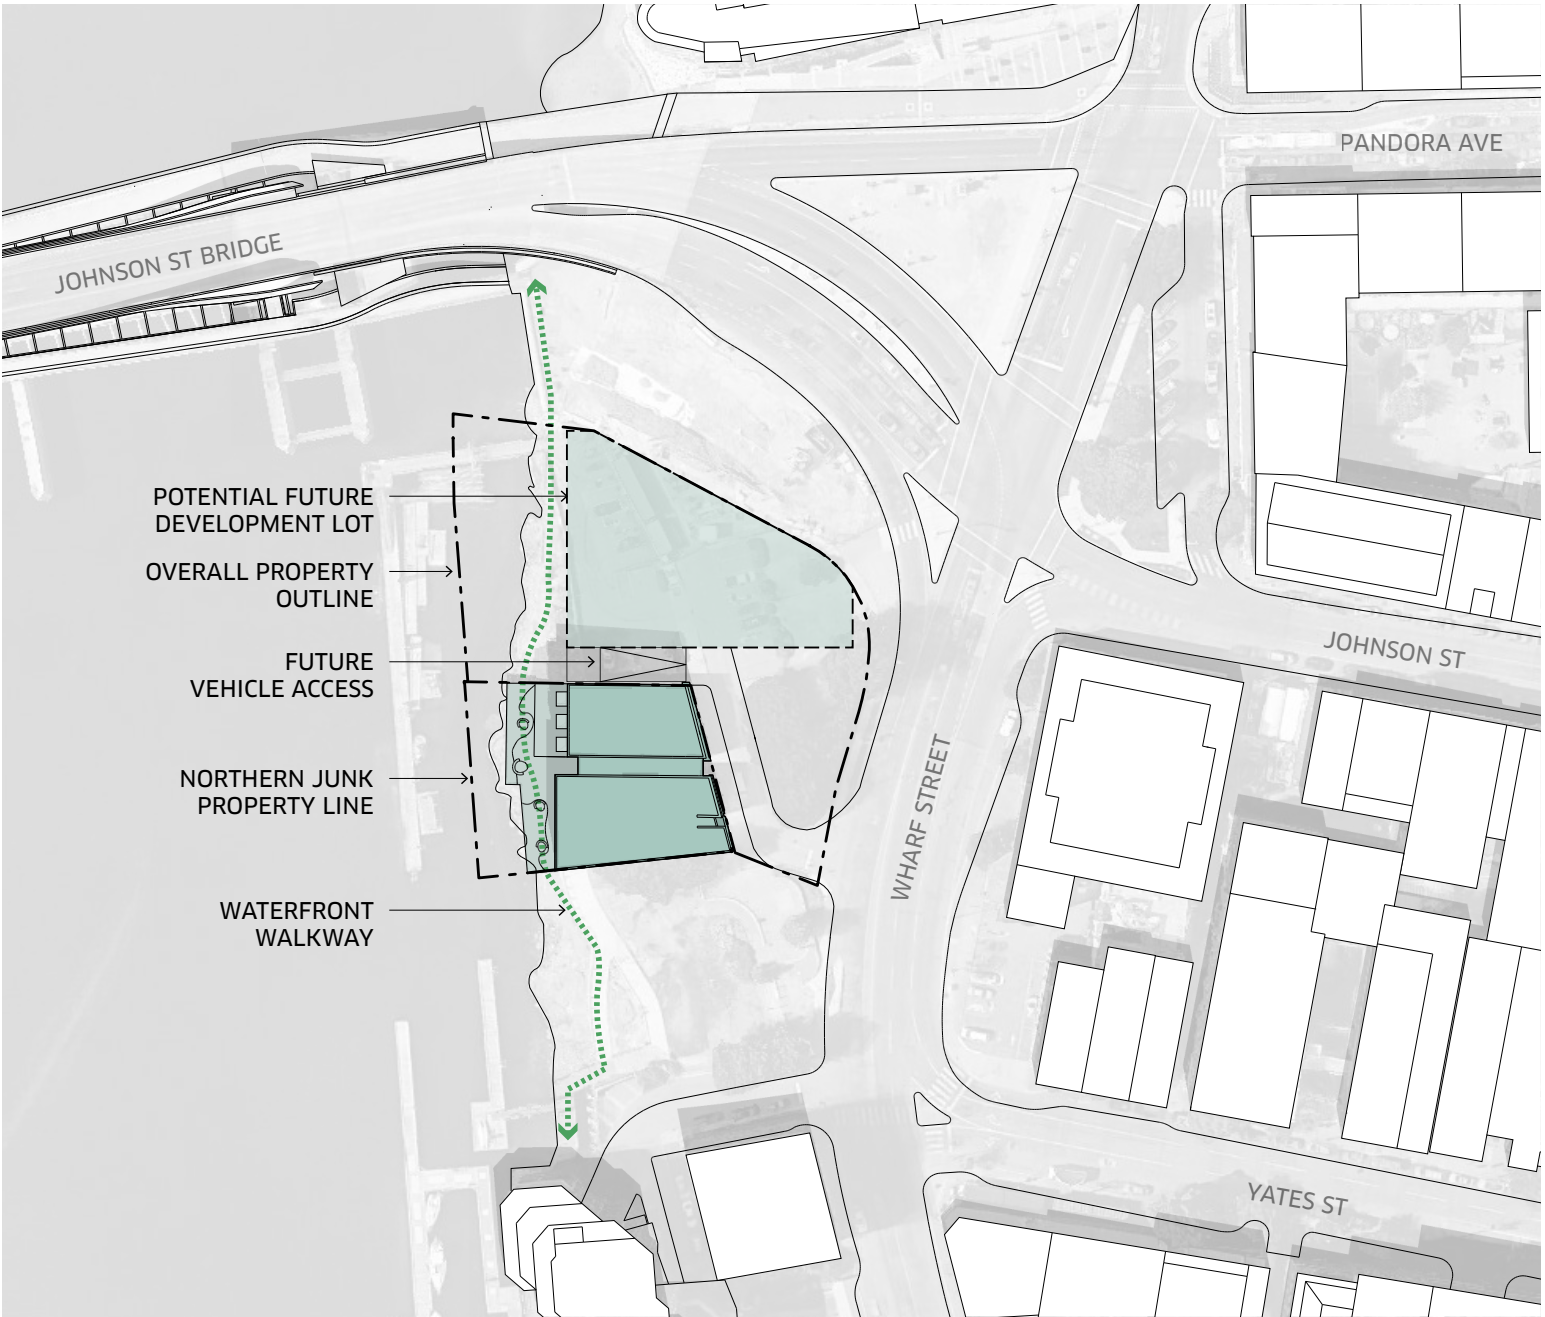 PANDORA AVE
JOHNSON ST BRIDGE
POTENTIAL FUTURE
DEVELOPMENT LOT
OVERALL PROPERTY
OUTLINE
FUTURE
VEHICLE ACCESS
JOHNSON ST
NORTHERN JUNK
PROPERTY LINE
WHARF STREET
WATERFRONT
WALKWAY
YATES ST